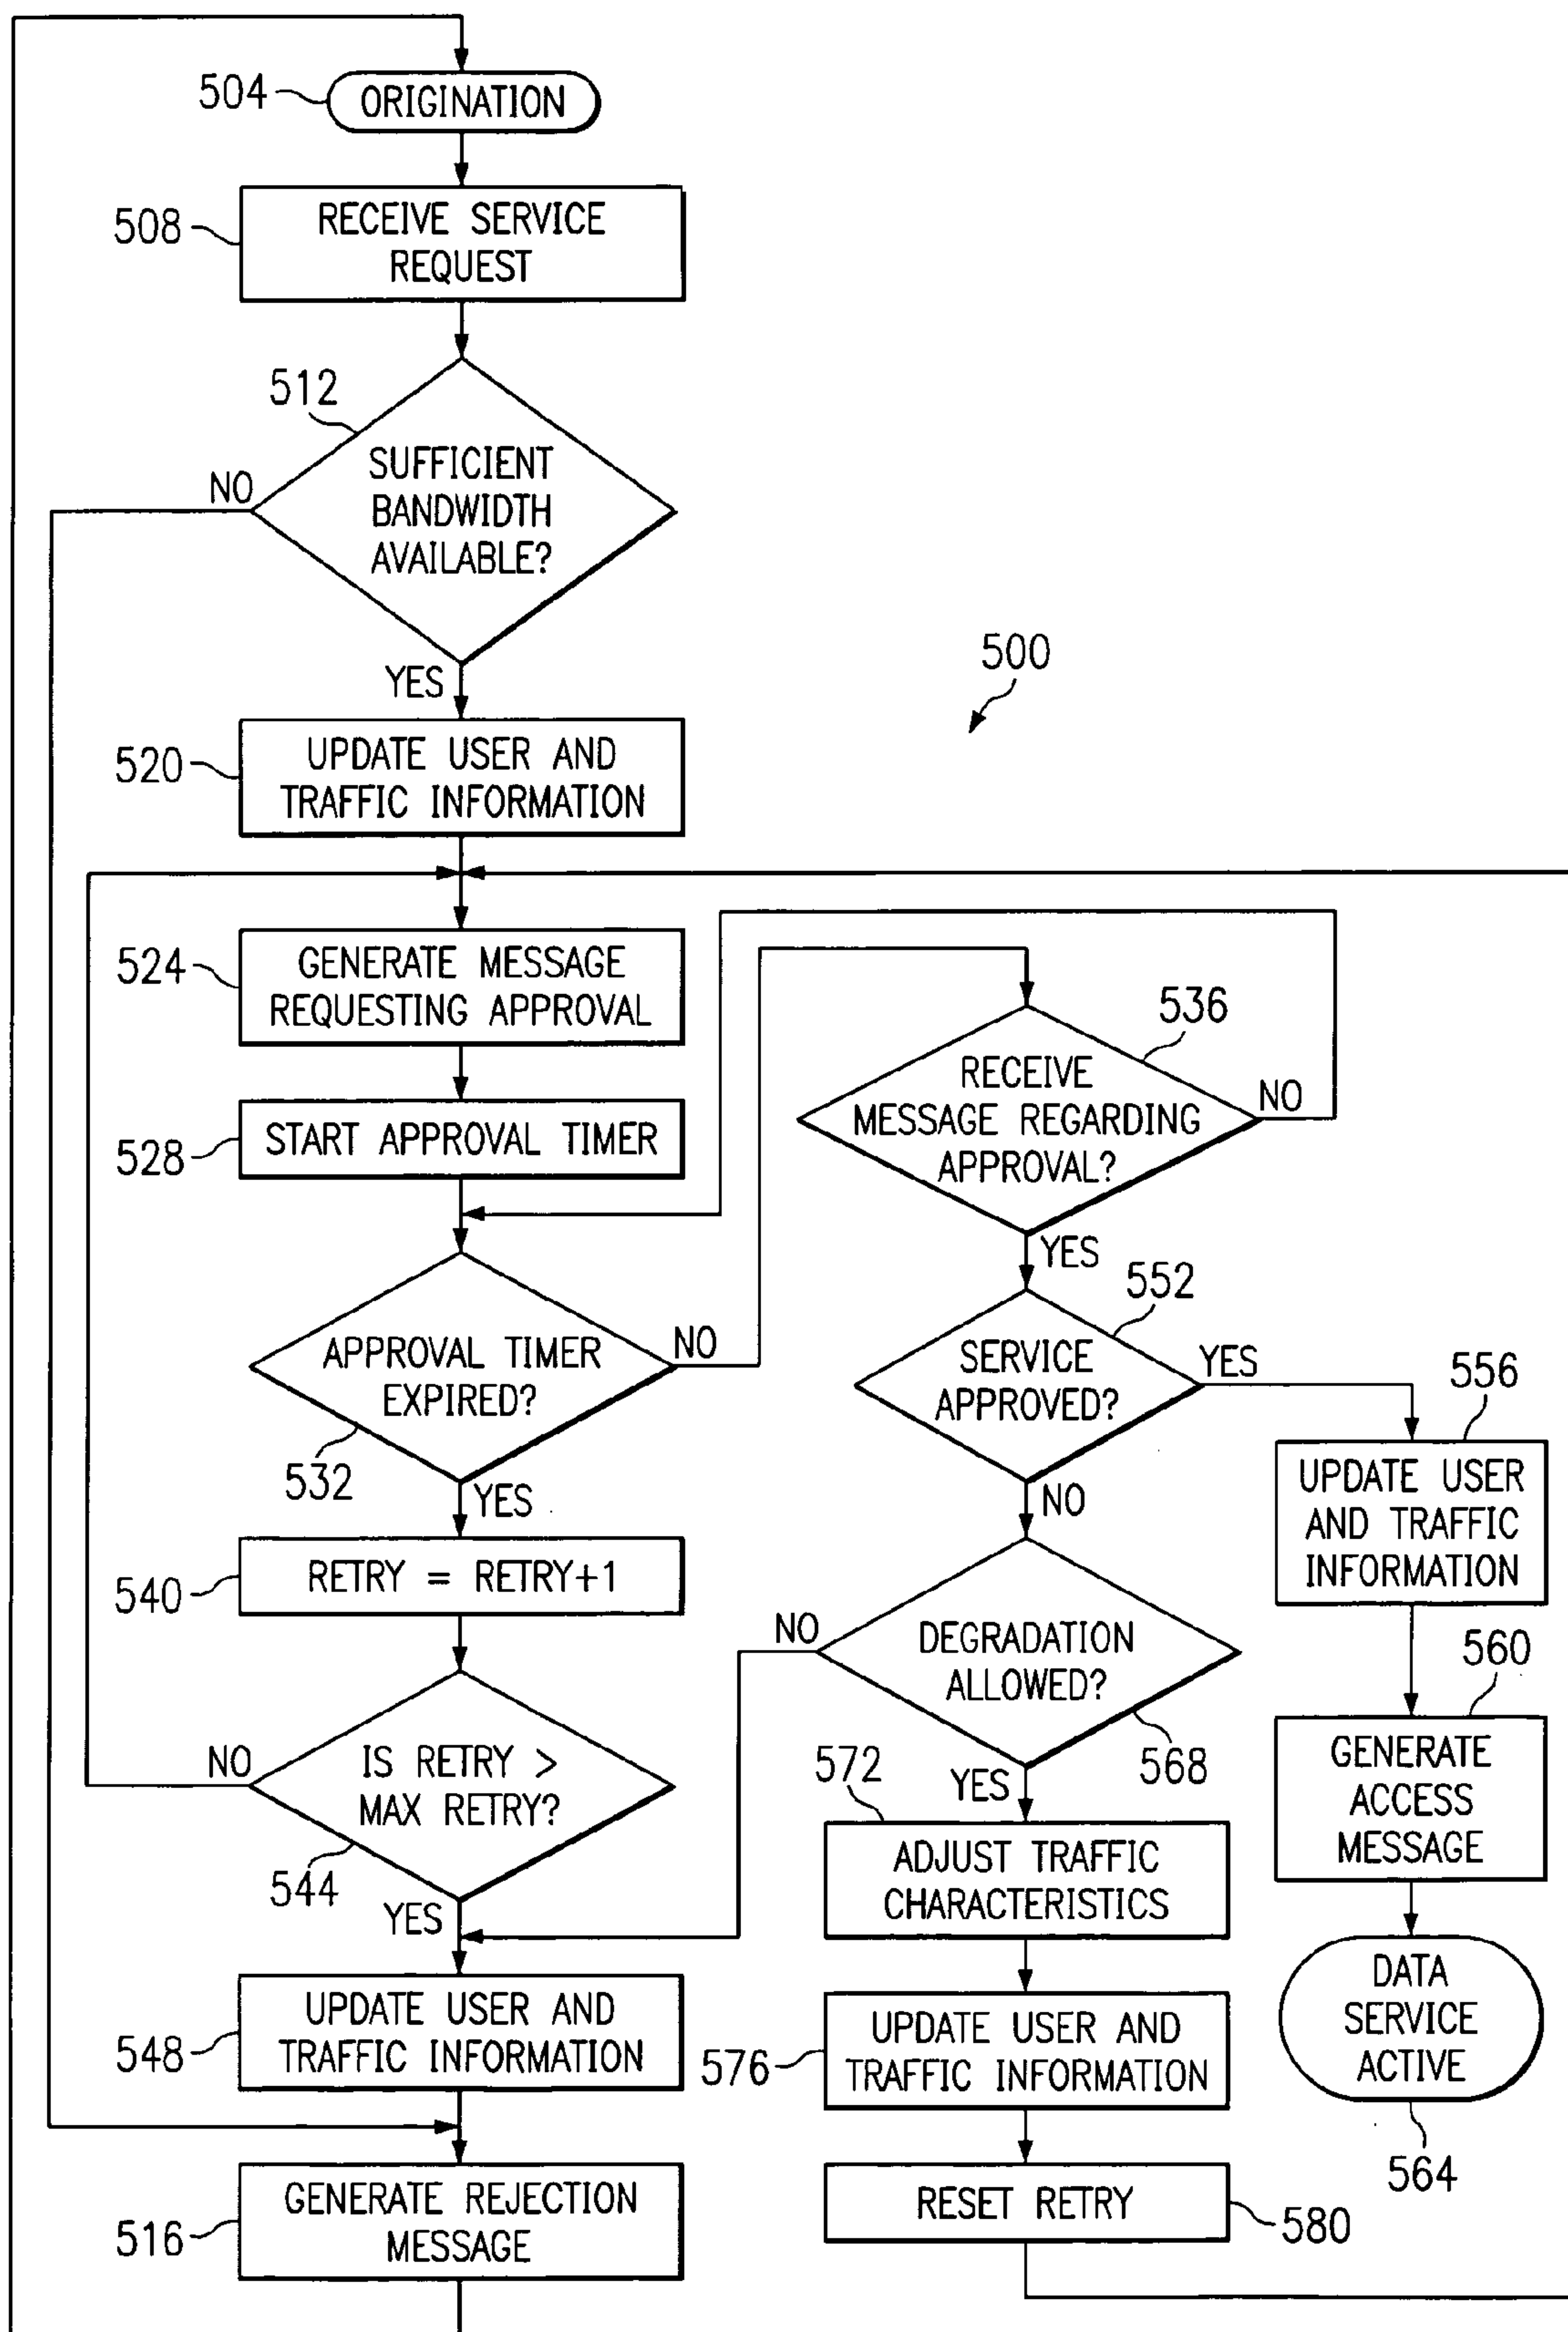 504
ORIGINATION
508
RECEIVE SERVICE
REQUEST
512
SUFFICIENT
BANDWIDTH
AVAILABLE?
NO
YES
500
520
UPDATE USER AND
TRAFFIC INFORMATION
524
GENERATE MESSAGE
REQUESTING APPROVAL
528
START APPROVAL TIMER
APPROVAL TIMER
EXPIRED?
532
NO
YES
536
RECEIVE
MESSAGE REGARDING
APPROVAL?
NO
YES
552
SERVICE
APPROVED?
YES
NO
556
UPDATE USER
AND TRAFFIC
INFORMATION
560
GENERATE
ACCESS
MESSAGE
DATA
SERVICE
ACTIVE
564
540
RETRY = RETRY+1
IS RETRY >
MAX RETRY?
544
NO
YES
DEGRADATION
ALLOWED?
568
NO
YES
572
ADJUST TRAFFIC
CHARACTERISTICS
548
UPDATE USER AND
TRAFFIC INFORMATION
576
UPDATE USER AND
TRAFFIC INFORMATION
516
GENERATE REJECTION
MESSAGE
RESET RETRY
580